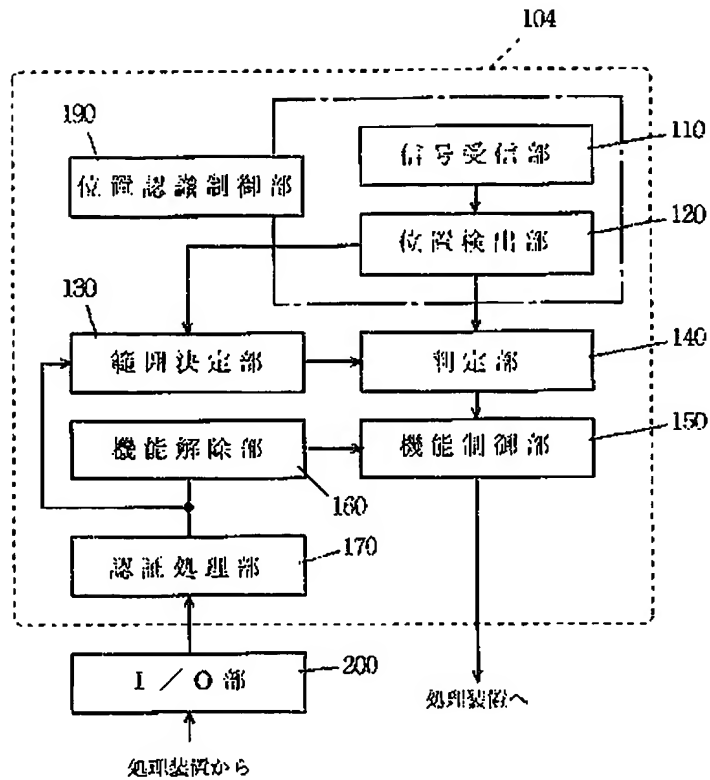 104
190
110
信号受信部
位置認識制御部
120
位置検出部
130
範囲決定部
140
判定部
150
機能解除部
機能制御部
160
170
認証処理部
200
I/O部
処理装置へ
処理装置から